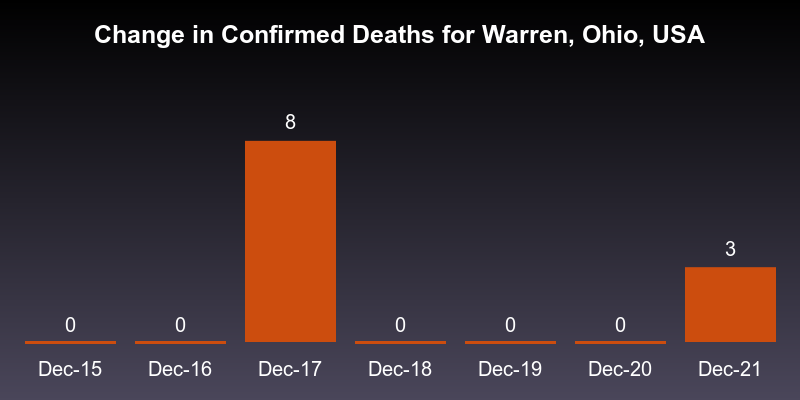 Change in Confirmed Deaths for Warren, Ohio, USA
8
3
0 0 0 0 0
Dec-15 Dec-16 Dec-17 Dec-18 Dec-19 Dec-20 Dec-21